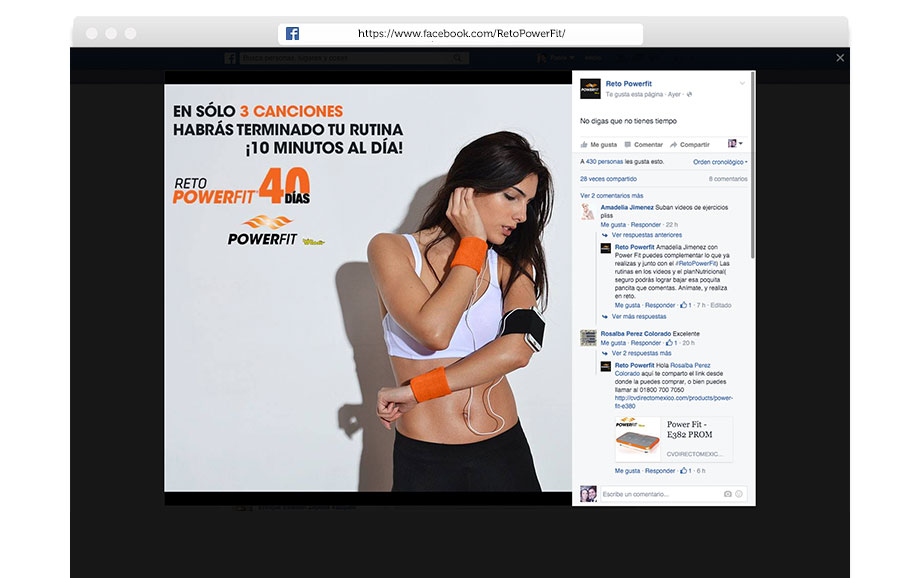 https://www.facebook.com/RetoPowerFit/
Busca personas, lugares y cosas
EN SÓLO 3 CANCIONES
HABRÁS TERMINADO TU RUTINA
¡10 MINUTOS AL DÍA!
RETO
POWERFIT 40
DÍAS
POWERFIT
Reto Powerfit
Te gusta esta página · Ayer ·
No digas que no tienes tiempo
Me gusta Comentar Compartir
A 430 personas les gusta esto. Orden cronológico
28 veces compartido 8 comentarios
Ver 2 comentarios más
Amadelia Jimenez Suban videos de ejercicios
pliss
Me gusta · Responder · 22 h
Ver respuestas anteriores
Reto Powerfit Amadelia Jimenez con
Power Fit puedes complementar lo que ya
realizas y junto con el #RetoPowerFit) Las
rutinas en los videos y el planNutricional(
seguro podrás lograr bajar esa poquita
pancita que comentas. Anímate, y realiza
en reto.
Me gusta · Responder · 1 · 7 h · Editado
Ver más respuestas
Rosalba Perez Colorado Excelente
Me gusta · Responder · 1 · 20 h
Ver 2 respuestas más
Reto Powerfit Hola Rosalba Perez
Colorado aquí te comparto el link desde
donde la puedes comprar, o bien puedes
llamar al 01800 700 7050
http://cvdirectomexico.com/products/power-
fit-e380
POWERFIT
Power Fit -
E382 PROM
CVDIRECTOMEXIC...
Me gusta · Responder · 1 · 6 h
Escribe un comentario...